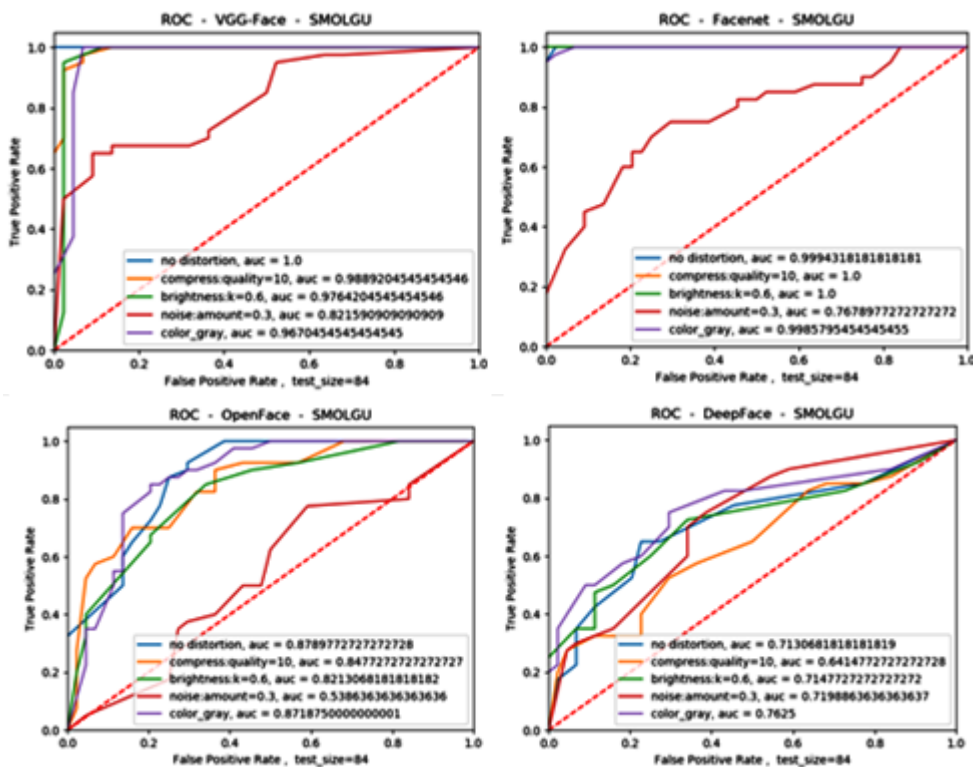 ROC - VGG-Face - SMOLGU
1.0
0.8
0.6
0.4
0.2
0.0
True Positive Rate
no distortion, auc = 1.0
compress:quality=10, auc = 0.9889204545454546
brightness:k=0.6, auc = 0.9764204545454546
noise:amount=0.3, auc = 0.821590909090909
color_gray, auc = 0.9670454545454545
0.0 0.2 0.4 0.6 0.8 1.0
False Positive Rate , test_size=84
ROC - Facenet - SMOLGU
1.0
0.8
0.6
0.4
0.2
0.0
True Positive Rate
no distortion, auc = 0.9994318181818181
compress:quality=10, auc = 1.0
brightness:k=0.6, auc = 1.0
noise:amount=0.3, auc = 0.7678977272727272
color_gray, auc = 0.9985795454545455
0.0 0.2 0.4 0.6 0.8 1.0
False Positive Rate , test_size=84
ROC - OpenFace - SMOLGU
1.0
0.8
0.6
0.4
0.2
0.0
True Positive Rate
no distortion, auc = 0.8789772727272728
compress:quality=10, auc = 0.8477272727272727
brightness:k=0.6, auc = 0.8213068181818182
noise:amount=0.3, auc = 0.5386363636363636
color_gray, auc = 0.8718750000000001
0.0 0.2 0.4 0.6 0.8 1.0
False Positive Rate , test_size=84
ROC - DeepFace - SMOLGU
1.0
0.8
0.6
0.4
0.2
0.0
True Positive Rate
no distortion, auc = 0.7130681818181819
compress:quality=10, auc = 0.6414772727272728
brightness:k=0.6, auc = 0.7147727272727272
noise:amount=0.3, auc = 0.7198863636363637
color_gray, auc = 0.7625
0.0 0.2 0.4 0.6 0.8 1.0
False Positive Rate , test_size=84